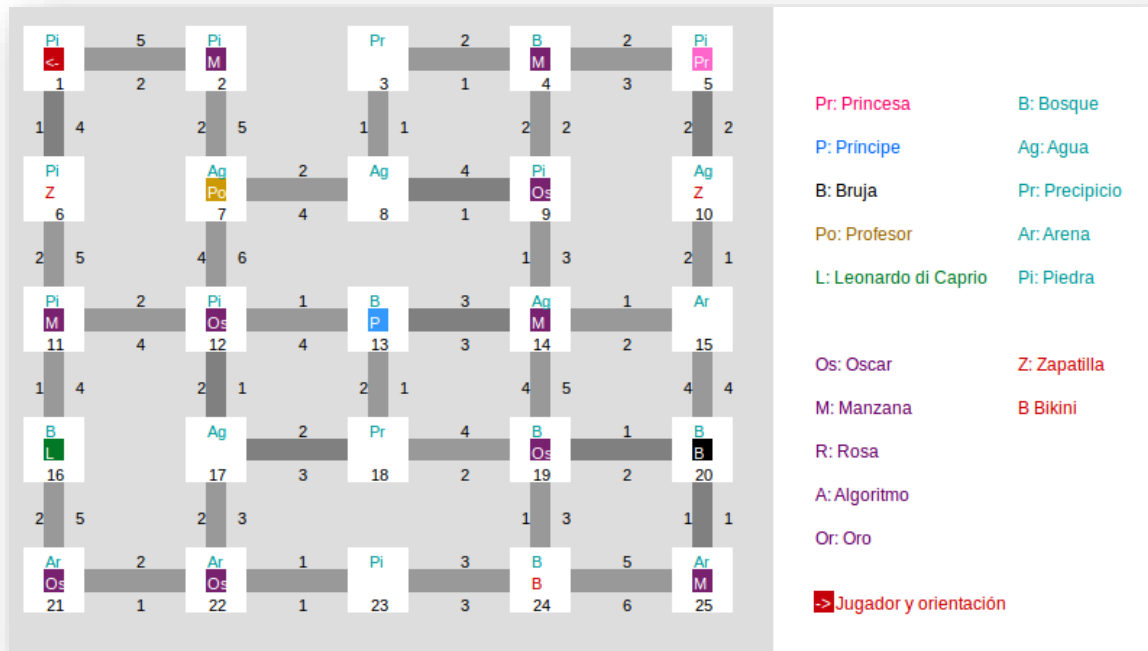 Pi 5 Pi Pr 2 B 2 Pi
<- M M Pr
1 2 2 3 1 4 3 5
1 4 2 5 1 1 2 2 2 2
Pi Ag 2 Ag 4 Pi Ag
Z Po Os Z
6 7 4 8 1 9 10
2 5 4 6 1 3 2 1
Pi 2 Pi 1 B 3 Ag 1 Ar
M Os P M
11 4 12 4 13 3 14 2 15
1 4 2 1 2 1 4 5 4 4
B Ag 2 Pr 4 B 1 B
L Os B
16 17 3 18 2 19 2 20
2 5 2 3 1 3 1 1
Ar 2 Ar 1 Pi 3 B 5 Ar
Os Os B M
21 1 22 1 23 3 24 6 25
Pr: Princesa B: Bosque
P: Príncipe Ag: Agua
B: Bruja Pr: Precipicio
Po: Profesor Ar: Arena
L: Leonardo di Caprio Pi: Piedra
Os: Oscar Z: Zapatilla
M: Manzana B Bikini
R: Rosa
A: Algoritmo
Or: Oro
-> Jugador y orientación